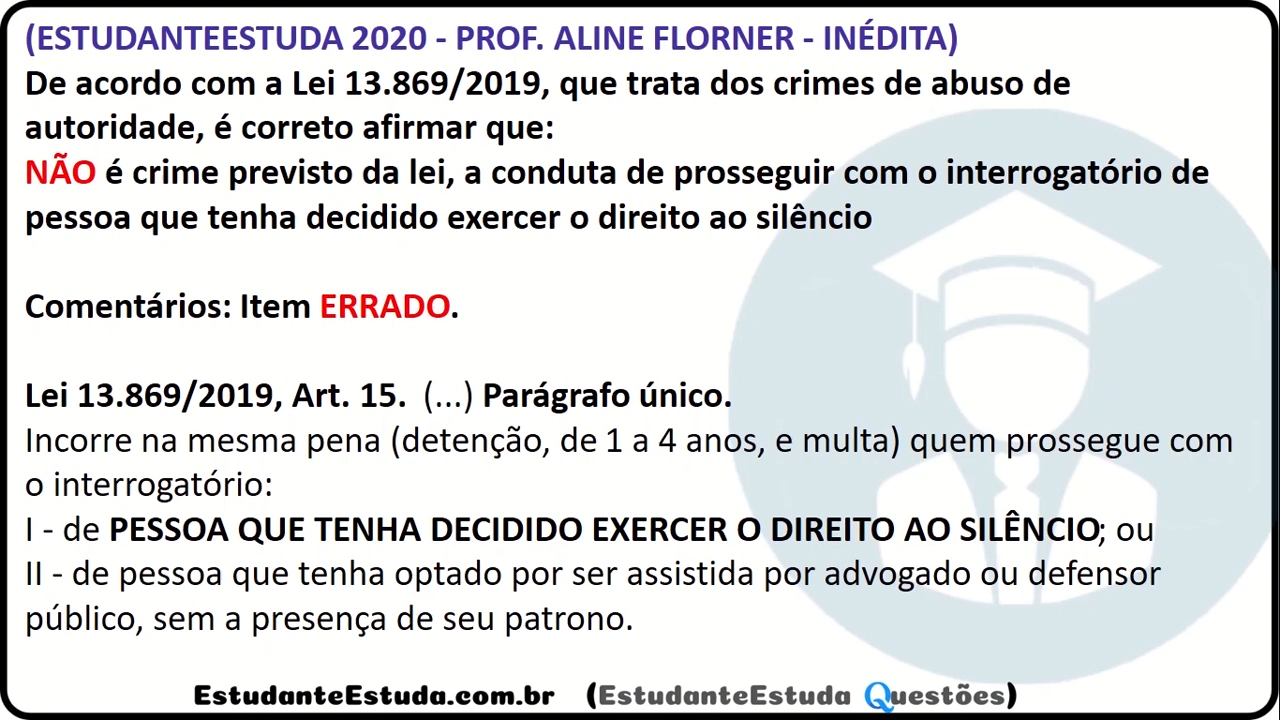 (ESTUDANTEESTUDA 2020 - PROF. ALINE FLORNER - INÉDITA)
De acordo com a Lei 13.869/2019, que trata dos crimes de abuso de
autoridade, é correto afirmar que:
NÃO é crime previsto da lei, a conduta de prosseguir com o interrogatório de
pessoa que tenha decidido exercer o direito ao silêncio
Comentários: Item ERRADO.
Lei 13.869/2019, Art. 15. (...) Parágrafo único.
Incorre na mesma pena (detenção, de 1 a 4 anos, e multa) quem prossegue com
o interrogatório:
I - de PESSOA QUE TENHA DECIDIDO EXERCER O DIREITO AO SILÊNCIO; ou
II - de pessoa que tenha optado por ser assistida por advogado ou defensor
público, sem a presença de seu patrono.
EstudanteEstuda.com.br (EstudanteEstuda Questões)